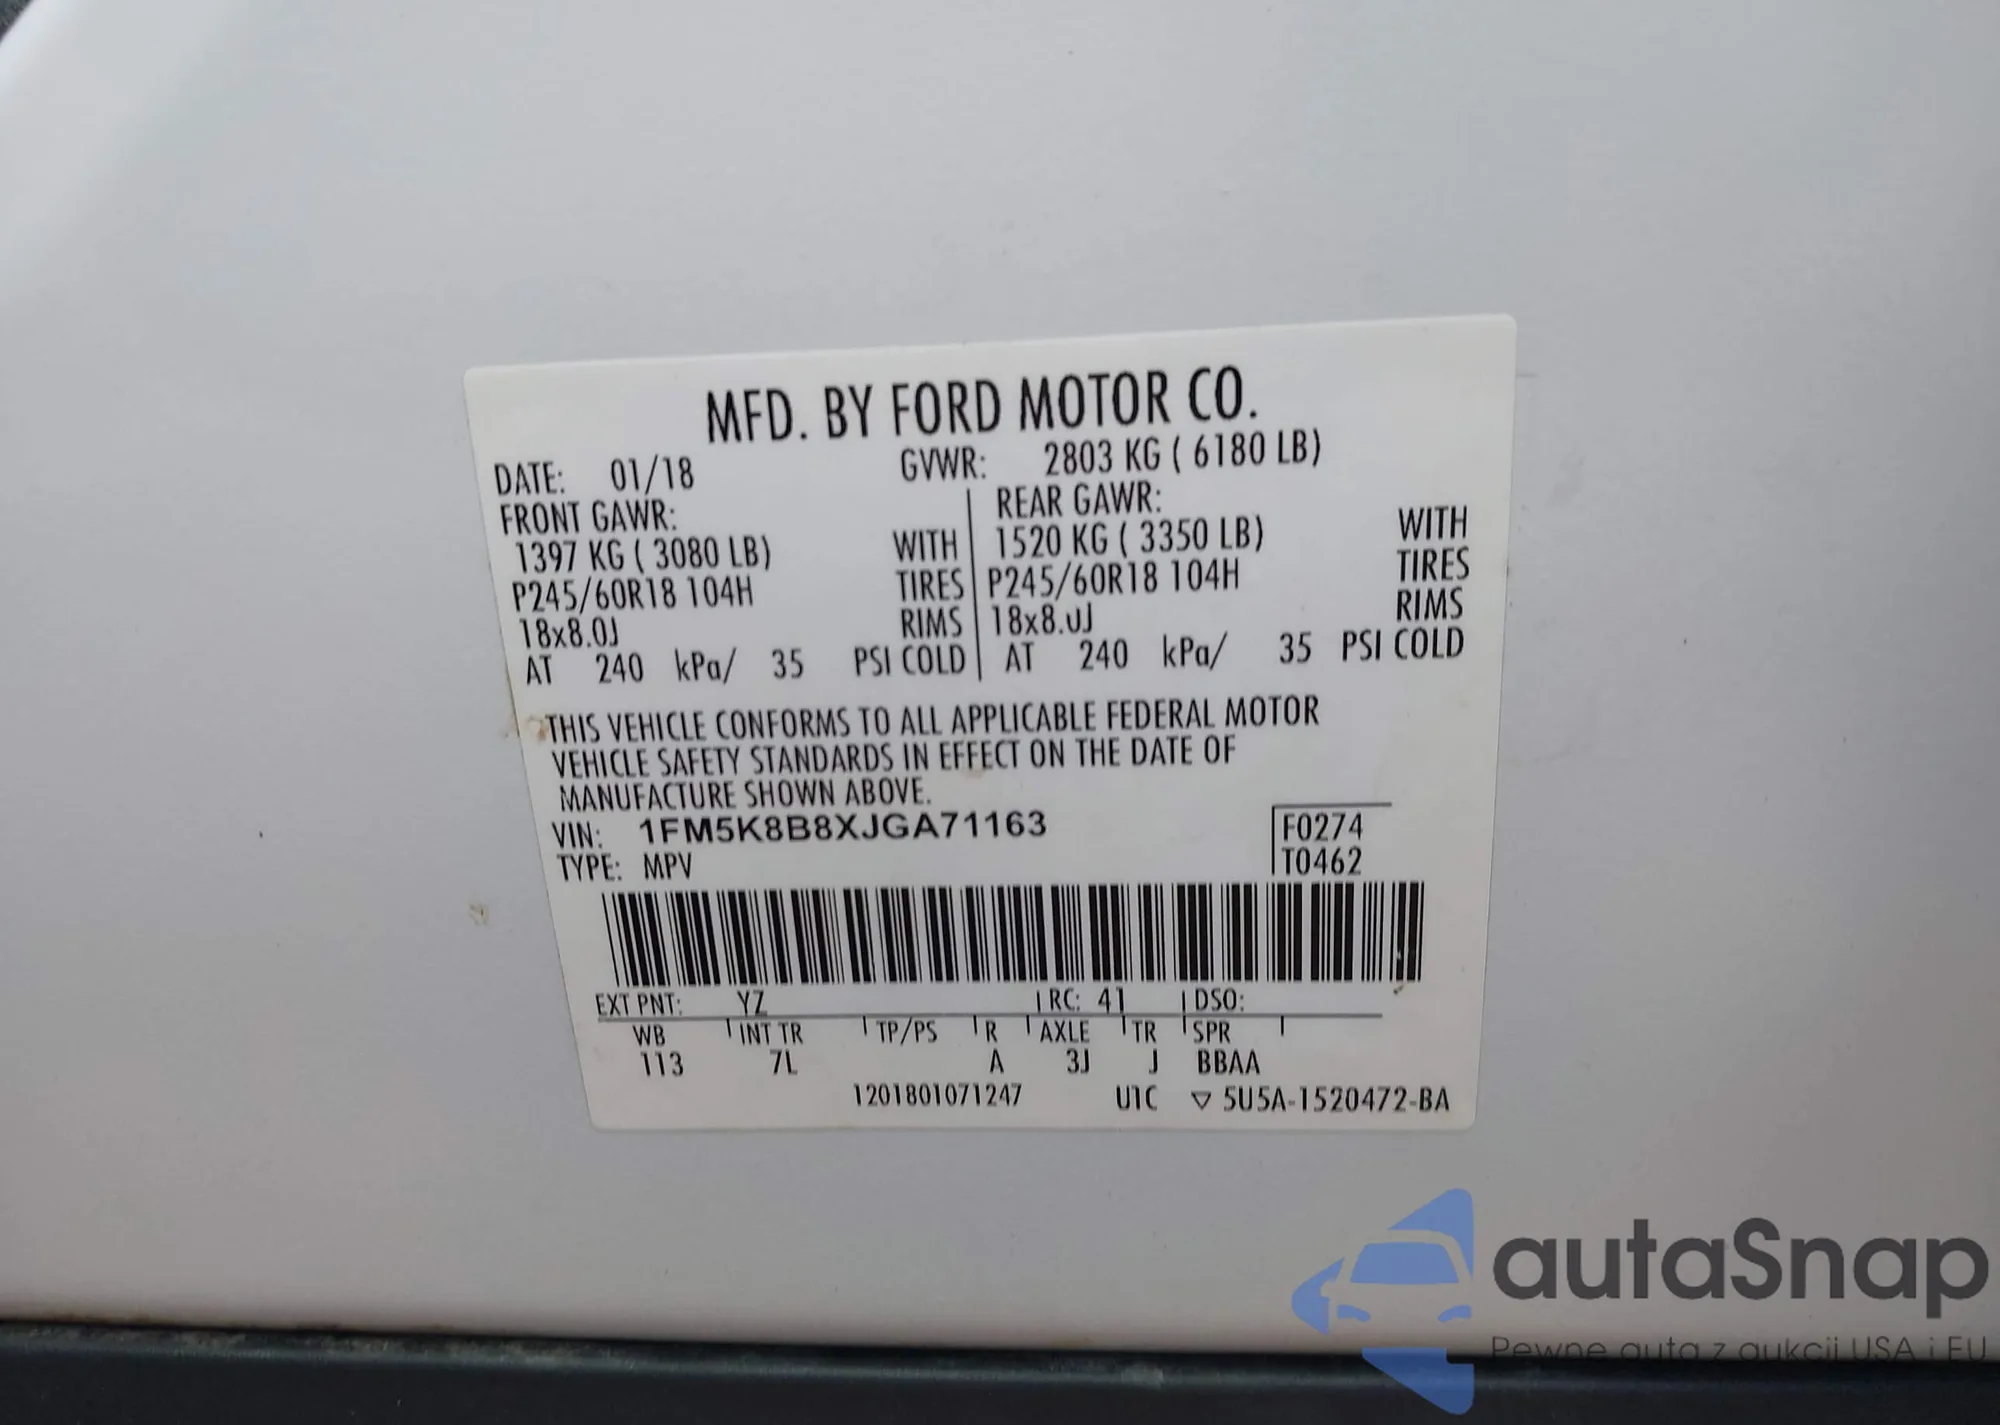 MFD. BY FORD MOTOR CO.
DATE: 01/18 GVWR: 2803 KG ( 6180 LB)
FRONT GAWR: REAR GAWR:
1397 KG ( 3080 LB) WITH 1520 KG ( 3350 LB) WITH
P245/60R18 104H TIRES P245/60R18 104H TIRES
18x8.0J RIMS 18x8.0J RIMS
AT 240 kPa/ 35 PSI COLD AT 240 kPa/ 35 PSI COLD
THIS VEHICLE CONFORMS TO ALL APPLICABLE FEDERAL MOTOR
VEHICLE SAFETY STANDARDS IN EFFECT ON THE DATE OF
MANUFACTURE SHOWN ABOVE.
VIN: 1FM5K8B8XJGA71163 F0274
TYPE: MPV T0462
EXT PNT: YZ RC: 41 DSO:
WB INT TR TP/PS R AXLE TR SPR
113 7L A 3J J BBAA
1201801071247 U1C ▽ 5U5A-1520472-BA
autaSnap
Pewne auta z aukcji USA i EU